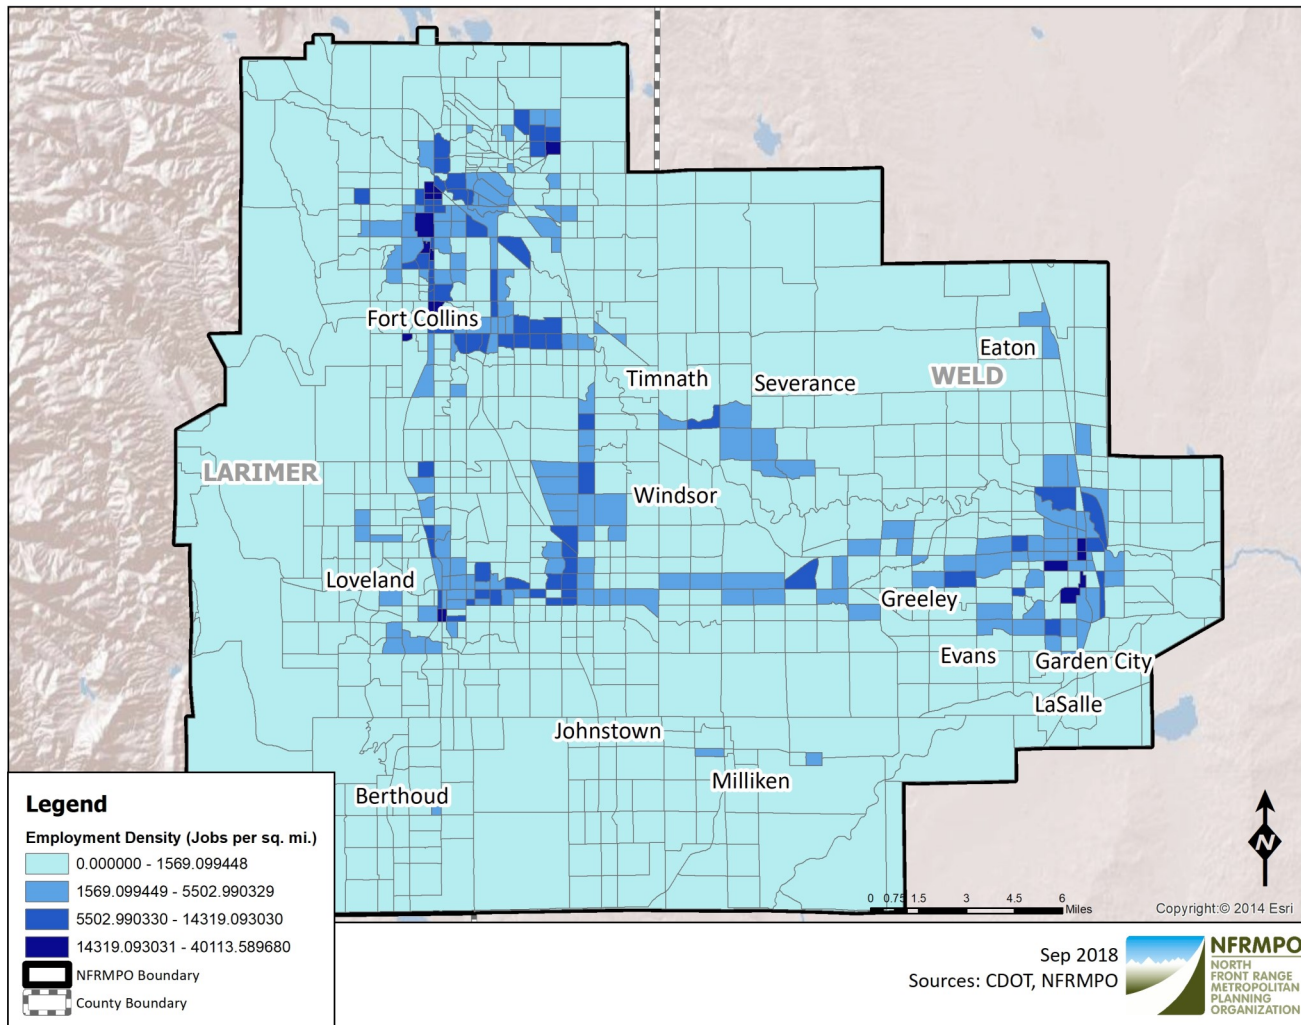 Fort Collins
Eaton
Timnath
Severance
WELD
LARIMER
Windsor
Loveland
Greeley
Evans
Garden City
LaSalle
Johnstown
Milliken
Berthoud
Legend
Employment Density (Jobs per sq. mi.)
0.000000 - 1569.099448
1569.099449 - 5502.990329
5502.990330 - 14319.093030
14319.093031 - 40113.589680
NFRMPO Boundary
County Boundary
N
0 0.75 1.5 3 4.5 6
Miles
Copyright:© 2014 Esri
Sep 2018
Sources: CDOT, NFRMPO
NFRMPO
NORTH
FRONT RANGE
METROPOLITAN
PLANNING
ORGANIZATION